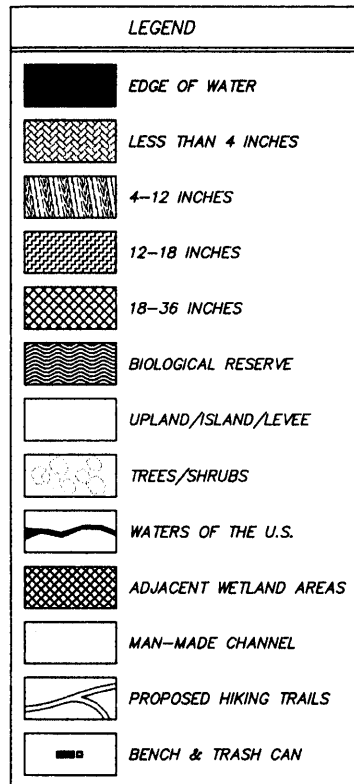 LEGEND
EDGE OF WATER
LESS THAN 4 INCHES
4-12 INCHES
12-18 INCHES
18-36 INCHES
BIOLOGICAL RESERVE
UPLAND/ISLAND/LEVEE
TREES/SHRUBS
WATERS OF THE U.S.
ADJACENT WETLAND AREAS
MAN-MADE CHANNEL
PROPOSED HIKING TRAILS
BENCH & TRASH CAN